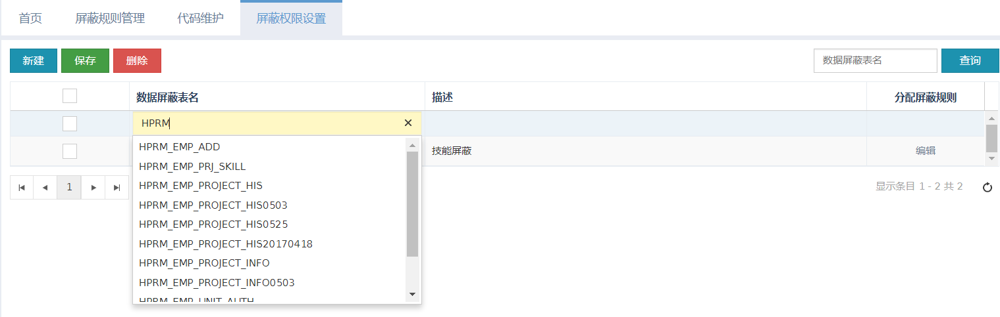 首页 屏蔽规则管理 代码维护 屏蔽权限设置
新建 保存 删除 数据屏蔽表名 查询
数据屏蔽表名 描述 分配屏蔽规则
HPRM
技能屏蔽 编辑
HPRM_EMP_ADD
HPRM_EMP_PRJ_SKILL
HPRM_EMP_PROJECT_HIS
HPRM_EMP_PROJECT_HIS0503
HPRM_EMP_PROJECT_HIS0525
HPRM_EMP_PROJECT_HIS20170418
HPRM_EMP_PROJECT_INFO
HPRM_EMP_PROJECT_INFO0503
HPRM_EMP_UNIT_AUTH
1 显示条目 1 - 2 共 2